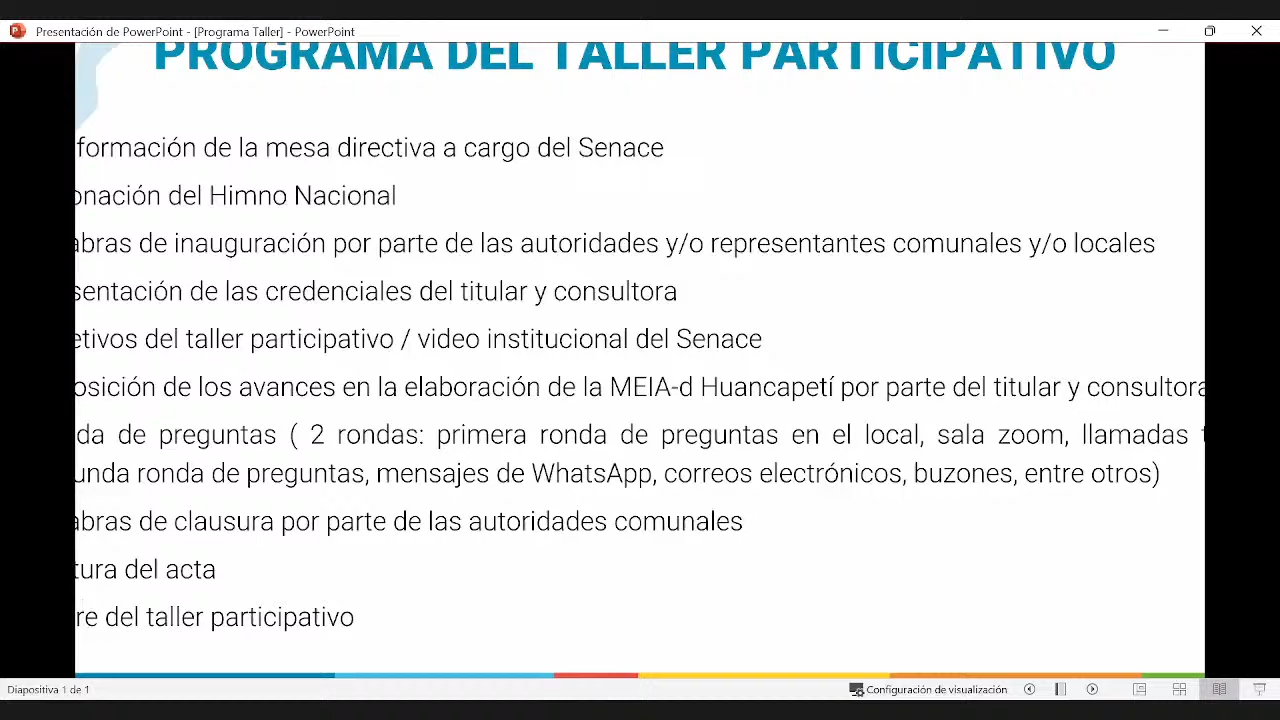 Presentación de PowerPoint - [Programa Taller] - PowerPoint
PROGRAMA DEL TALLER PARTICIPATIVO
formación de la mesa directiva a cargo del Senace
onación del Himno Nacional
abras de inauguración por parte de las autoridades y/o representantes comunales y/o locales
sentación de las credenciales del titular y consultora
etivos del taller participativo / video institucional del Senace
osición de los avances en la elaboración de la MEIA-d Huancapetí por parte del titular y consultora
da de preguntas ( 2 rondas: primera ronda de preguntas en el local, sala zoom, llamadas
unda ronda de preguntas, mensajes de WhatsApp, correos electrónicos, buzones, entre otros)
abras de clausura por parte de las autoridades comunales
tura del acta
re del taller participativo
Diapositiva 1 de 1
Configuración de visualización